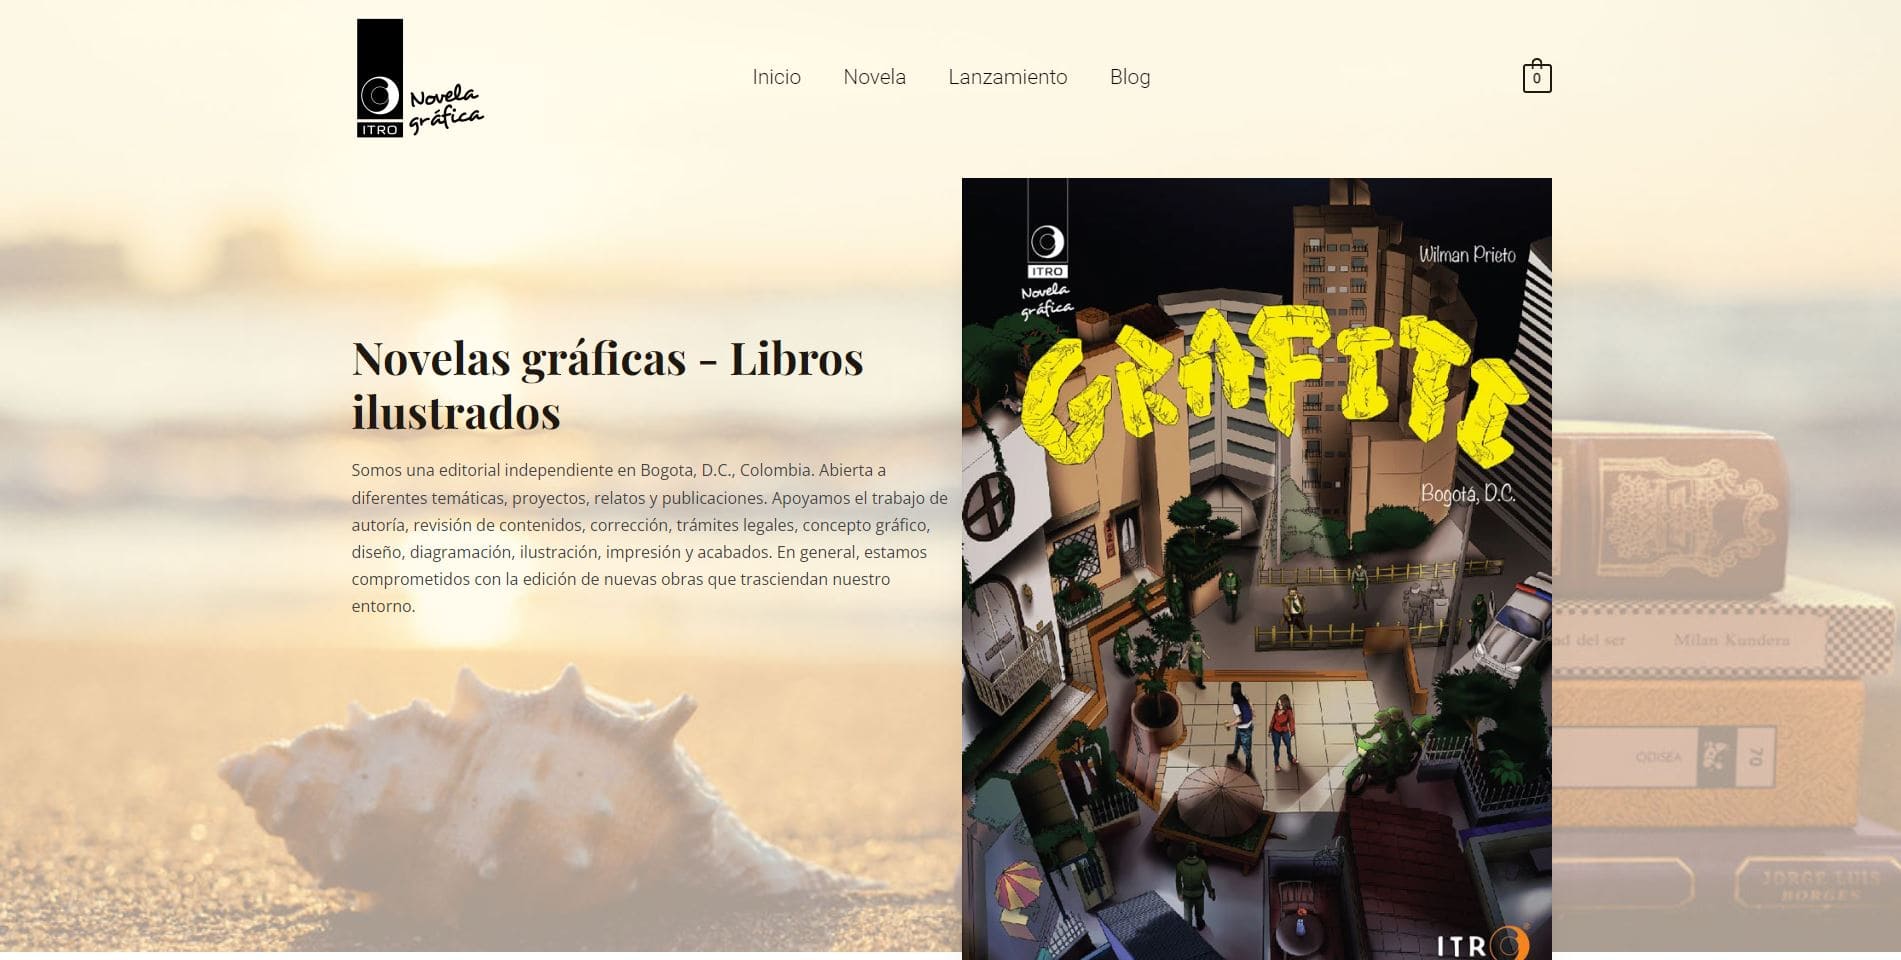 ITRO
Novela
gráfica
Inicio
Novela
Lanzamiento
Blog
0
Novelas gráficas - Libros
ilustrados
Somos una editorial independiente en Bogota, D.C., Colombia. Abierta a
diferentes temáticas, proyectos, relatos y publicaciones. Apoyamos el trabajo de
autoría, revisión de contenidos, corrección, trámites legales, concepto gráfico,
diseño, diagramación, ilustración, impresión y acabados. En general, estamos
comprometidos con la edición de nuevas obras que trasciendan nuestro
entorno.
ITRO
Novela
gráfica
Wilman Prieto
GRAFITI
Bogotá, D.C.
ITRO
ad del ser
Milan Kundera
ODISEA
70
JORGE LUIS
BORGES